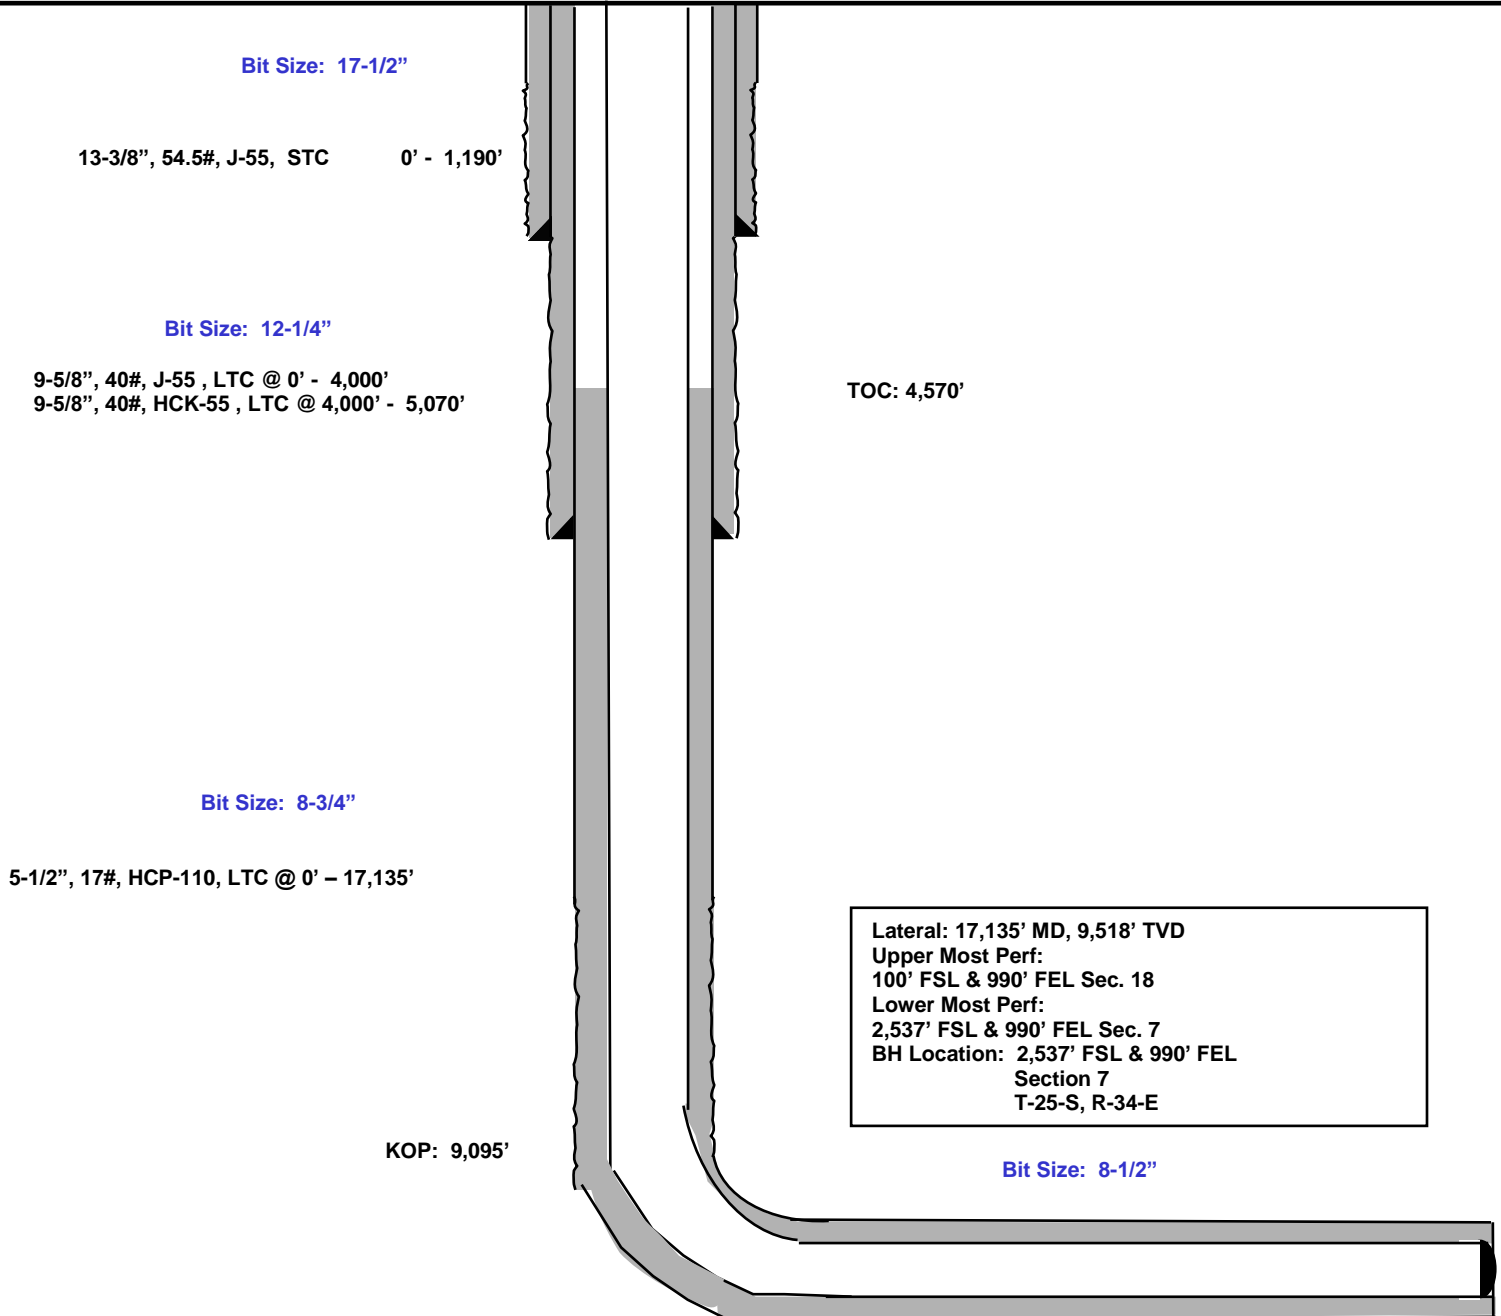 Bit Size: 17-1/2”
13-3/8”, 54.5#, J-55, STC 0’ - 1,190’
Bit Size: 12-1/4”
9-5/8”, 40#, J-55 , LTC @ 0’ - 4,000’
9-5/8”, 40#, HCK-55 , LTC @ 4,000’ - 5,070’
TOC: 4,570’
Bit Size: 8-3/4”
5-1/2”, 17#, HCP-110, LTC @ 0’ – 17,135’
Lateral: 17,135’ MD, 9,518’ TVD
Upper Most Perf:
100’ FSL & 990’ FEL Sec. 18
Lower Most Perf:
2,537’ FSL & 990’ FEL Sec. 7
BH Location: 2,537’ FSL & 990’ FEL
Section 7
T-25-S, R-34-E
KOP: 9,095’
Bit Size: 8-1/2”